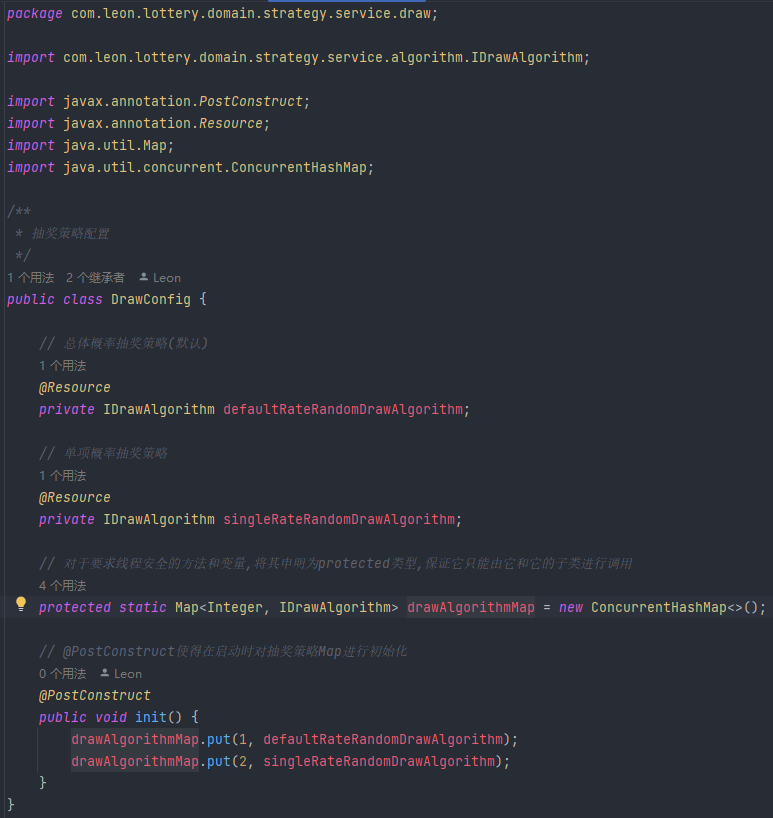 package com.leon.lottery.domain.strategy.service.draw;
import com.leon.lottery.domain.strategy.service.algorithm.IDrawAlgorithm;
import javax.annotation.PostConstruct;
import javax.annotation.Resource;
import java.util.Map;
import java.util.concurrent.ConcurrentHashMap;
/**
 * 抽奖策略配置
 */
1 个用法 2 个继承者 Leon
public class DrawConfig {
// 总体概率抽奖策略(默认)
1 个用法
@Resource
private IDrawAlgorithm defaultRateRandomDrawAlgorithm;
// 单项概率抽奖策略
1 个用法
@Resource
private IDrawAlgorithm singleRateRandomDrawAlgorithm;
// 对于要求线程安全的方法和变量,将其申明为protected类型,保证它只能由它和它的子类进行调用
4 个用法
protected static Map<Integer, IDrawAlgorithm> drawAlgorithmMap = new ConcurrentHashMap<>();
// @PostConstruct使得在启动时对抽奖策略Map进行初始化
0 个用法 Leon
@PostConstruct
public void init() {
drawAlgorithmMap.put(1, defaultRateRandomDrawAlgorithm);
drawAlgorithmMap.put(2, singleRateRandomDrawAlgorithm);
}
}